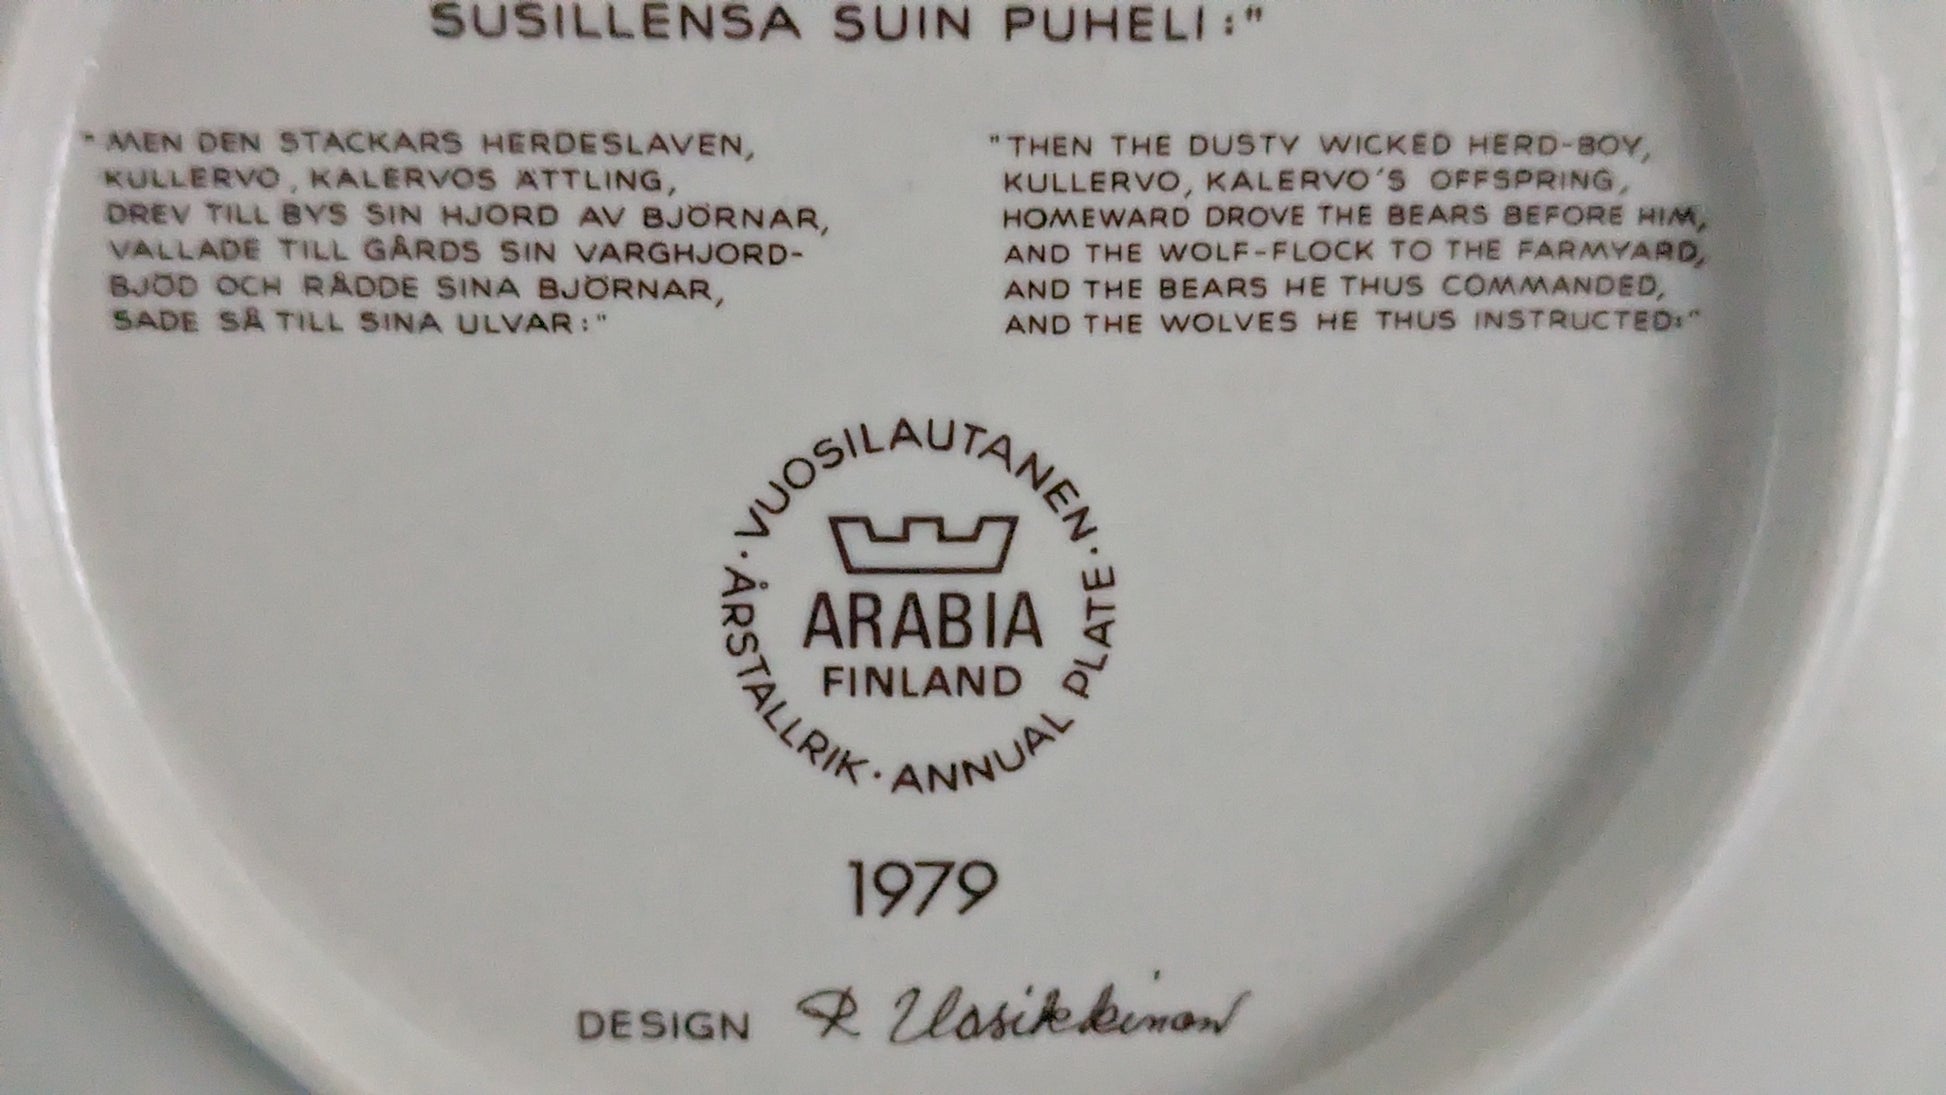 SUSILLENSA SUIN PUHELI:"
"MEN DEN STACKARS HERDESLAVEN,
KULLERVO, KALERVOS ÄTTLING,
DREV TILL BYS SIN HJORD AV BJÖRNAR,
VALLADE TILL GÅRDS SIN VARGHJORD-
BJÖD OCH RÅDDE SINA BJÖRNAR,
SADE SÅ TILL SINA ULVAR:"
"THEN THE DUSTY WICKED HERD-BOY,
KULLERVO, KALERVO'S OFFSPRING,
HOMEWARD DROVE THE BEARS BEFORE HIM,
AND THE WOLF-FLOCK TO THE FARMYARD,
AND THE BEARS HE THUS COMMANDED,
AND THE WOLVES HE THUS INSTRUCTED:"
· VUOSILAUTANEN ·
ÅRSTALLRIK · ANNUAL PLATE
ARABIA
FINLAND
1979
DESIGN R Uosikkinen